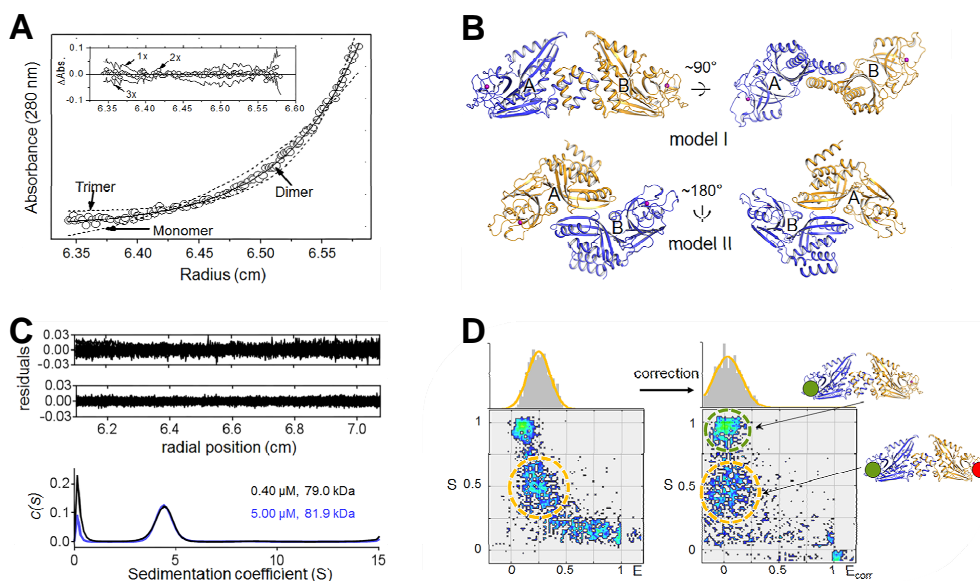 A
Absorbance (280 nm)
ΔAbs.
0.1
0.0
-0.1
1x
2x
3x
6.35 6.40 6.45 6.50 6.55 6.60
Trimer
Monomer
Dimer
6.35 6.40 6.45 6.50 6.55
Radius (cm)
B
A B
~90°
A B
model I
A B
~180°
B A
model II
C
residuals
0.03
0.00
-0.03
0.03
0.00
-0.03
6.2 6.4 6.6 6.8 7.0
radial position (cm)
c(s)
0.2
0.1
0.0
0.40 µM, 79.0 kDa
5.00 µM, 81.9 kDa
0 5 10 15
Sedimentation coefficient (S)
D
correction
S
1
0.5
0
0 0.5 1 E
S
1
0.5
0
0 0.5 1 Ecorr